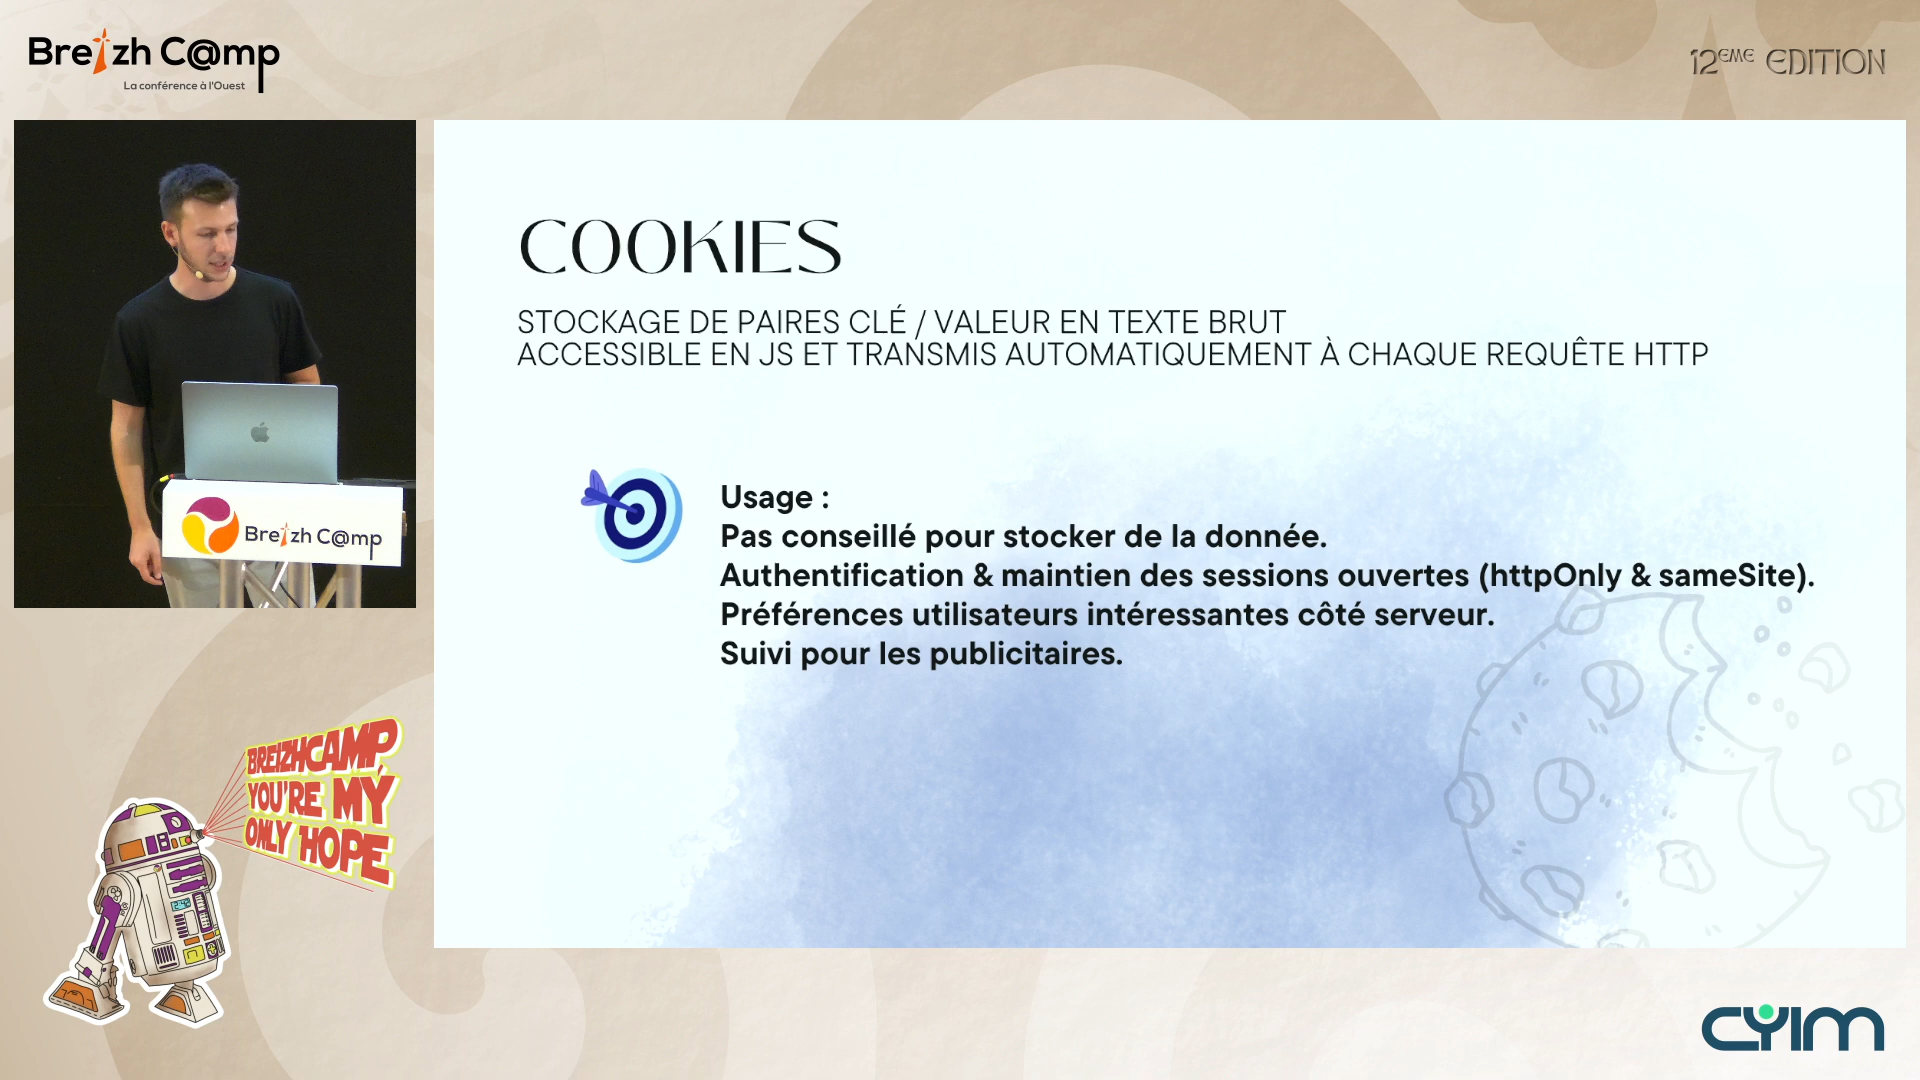 Breizh C@mp
La conférence à l'Ouest
12EME EDITION
Breizh C@mp
COOKIES
STOCKAGE DE PAIRES CLÉ / VALEUR EN TEXTE BRUT
ACCESSIBLE EN JS ET TRANSMIS AUTOMATIQUEMENT À CHAQUE REQUÊTE HTTP
Usage :
Pas conseillé pour stocker de la donnée.
Authentification & maintien des sessions ouvertes (httpOnly & sameSite).
Préférences utilisateurs intéressantes côté serveur.
Suivi pour les publicitaires.
BREIZHCAMP,
YOU'RE MY
ONLY HOPE
CYIM